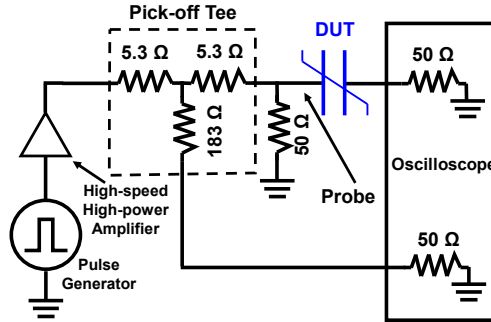 Pick-off Tee
DUT
5.3 Ω
5.3 Ω
50 Ω
183 Ω
50 Ω
Oscilloscope
High-speed
High-power
Amplifier
Probe
50 Ω
Pulse
Generator